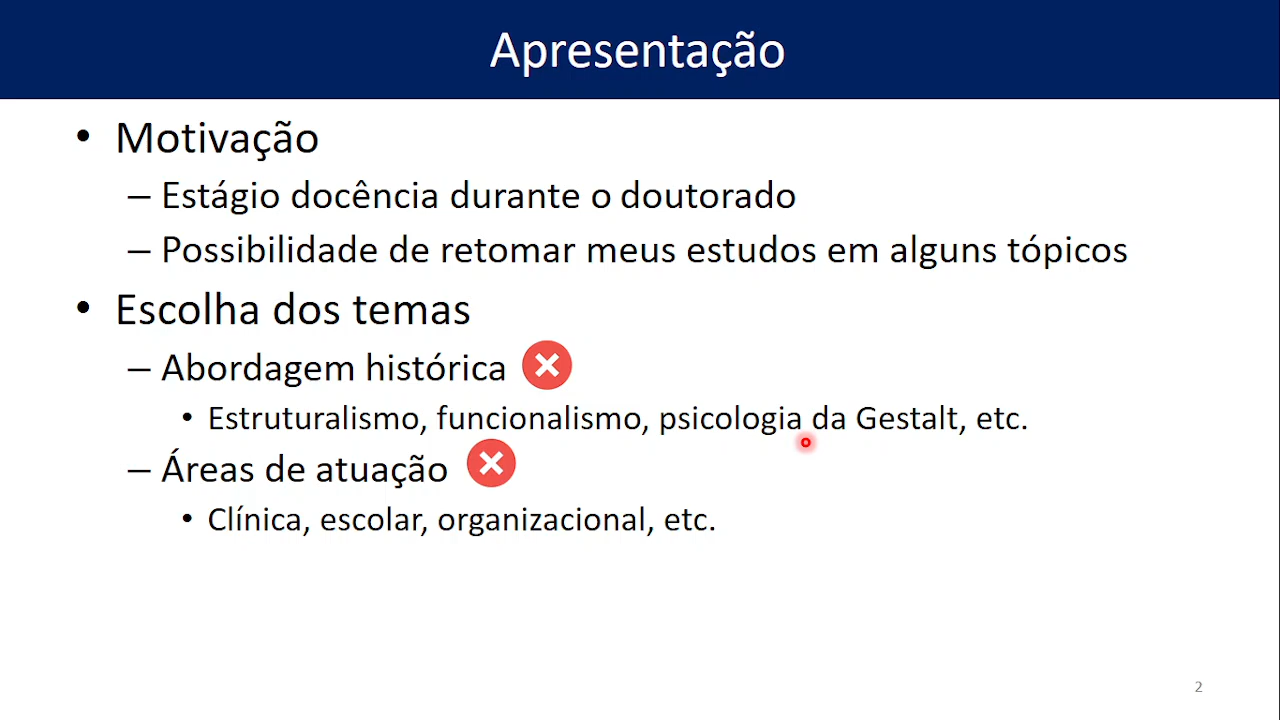 Apresentação
• Motivação
– Estágio docência durante o doutorado
– Possibilidade de retomar meus estudos em alguns tópicos
• Escolha dos temas
– Abordagem histórica
• Estruturalismo, funcionalismo, psicologia da Gestalt, etc.
– Áreas de atuação
• Clínica, escolar, organizacional, etc.
2